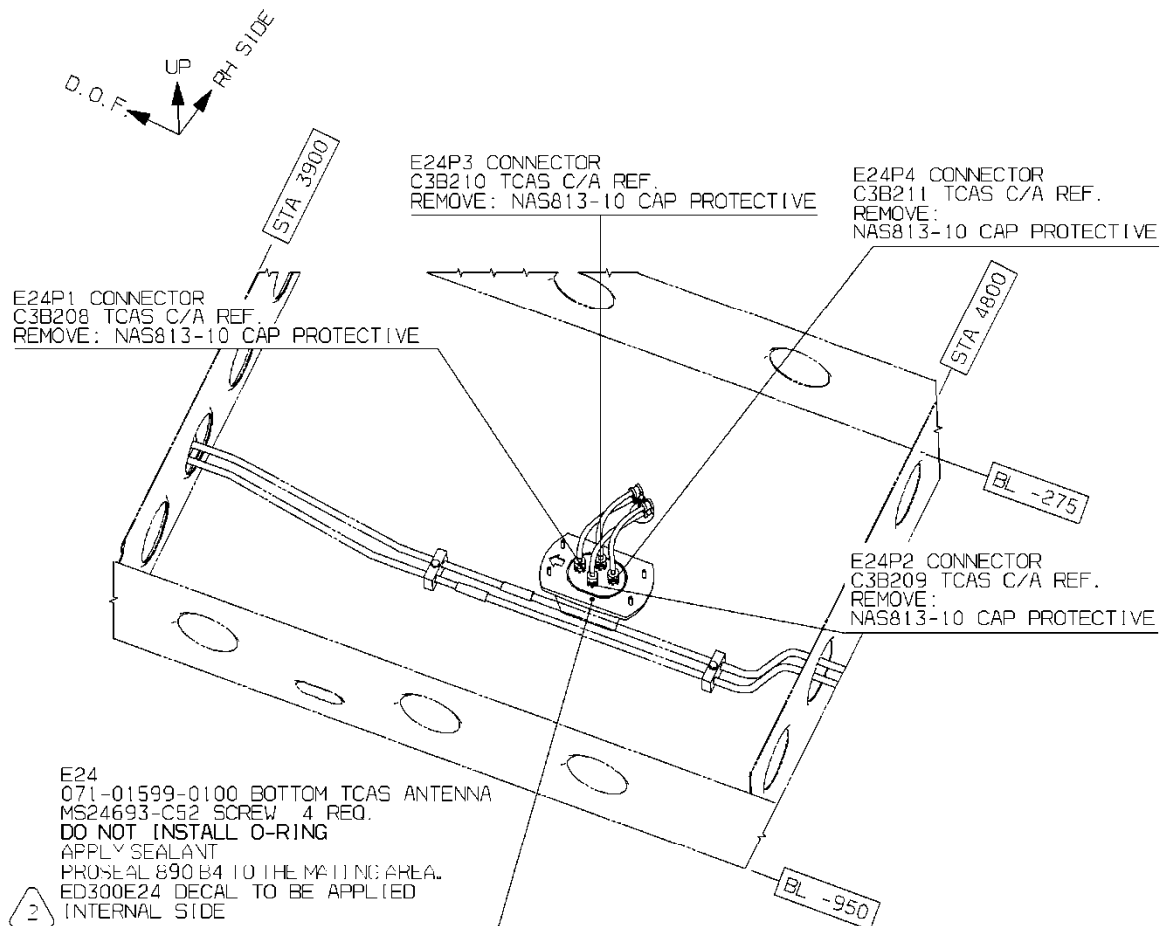 UP
RH SIDE
D.O.F.
STA 3900
E24P3 CONNECTOR
C3B210 TCAS C/A REF.
REMOVE: NAS813-10 CAP PROTECTIVE
E24P4 CONNECTOR
C3B211 TCAS C/A REF.
REMOVE:
NAS813-10 CAP PROTECTIVE
E24P1 CONNECTOR
C3B208 TCAS C/A REF.
REMOVE: NAS813-10 CAP PROTECTIVE
STA 4800
BL -275
E24P2 CONNECTOR
C3B209 TCAS C/A REF.
REMOVE:
NAS813-10 CAP PROTECTIVE
E24
071-01599-0100 BOTTOM TCAS ANTENNA
MS24693-C52 SCREW 4 REQ.
DO NOT INSTALL O-RING
APPLY SEALANT
PROSEAL 890 B4 TO THE MATING AREA.
ED300E24 DECAL TO BE APPLIED
2 INTERNAL SIDE
BL -950